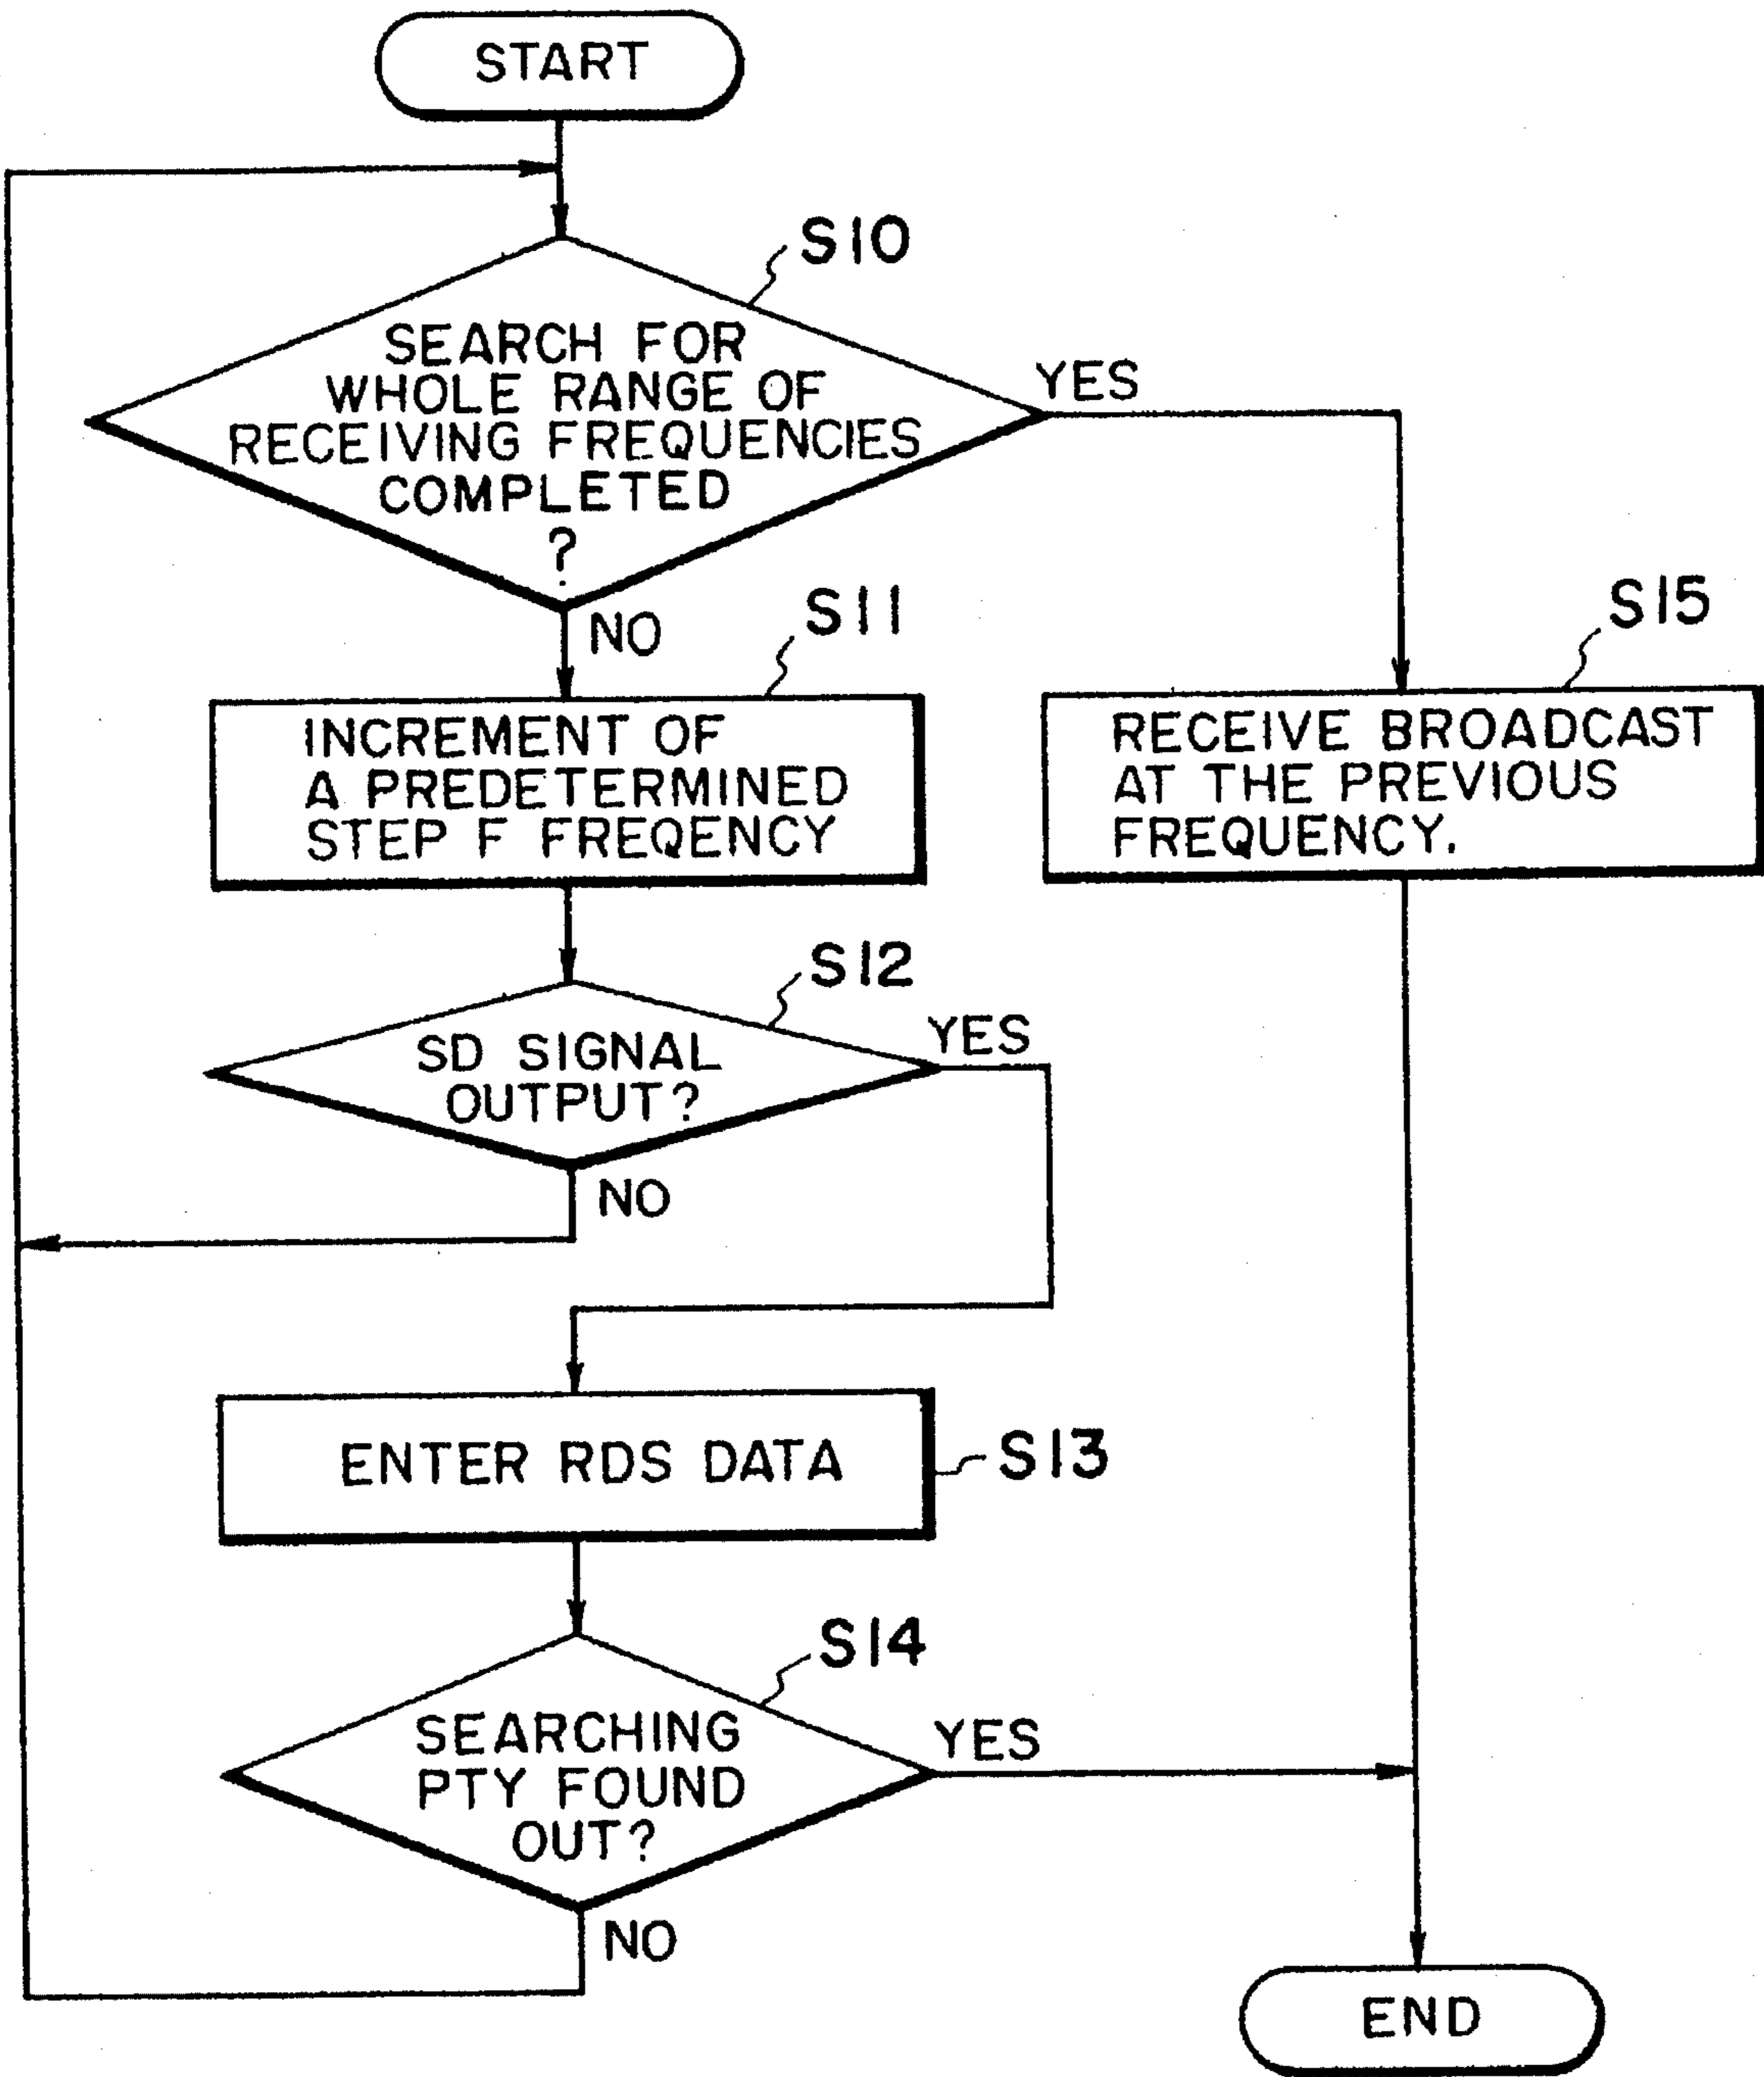 START
S10
SEARCH FOR
WHOLE RANGE OF
RECEIVING FREQUENCIES
COMPLETED
?
YES
NO
S11
INCREMENT OF
A PREDETERMINED
STEP F FREQENCY
S15
RECEIVE BROADCAST
AT THE PREVIOUS
FREQUENCY.
S12
SD SIGNAL
OUTPUT?
YES
NO
ENTER RDS DATA
S13
S14
SEARCHING
PTY FOUND
OUT?
YES
NO
END